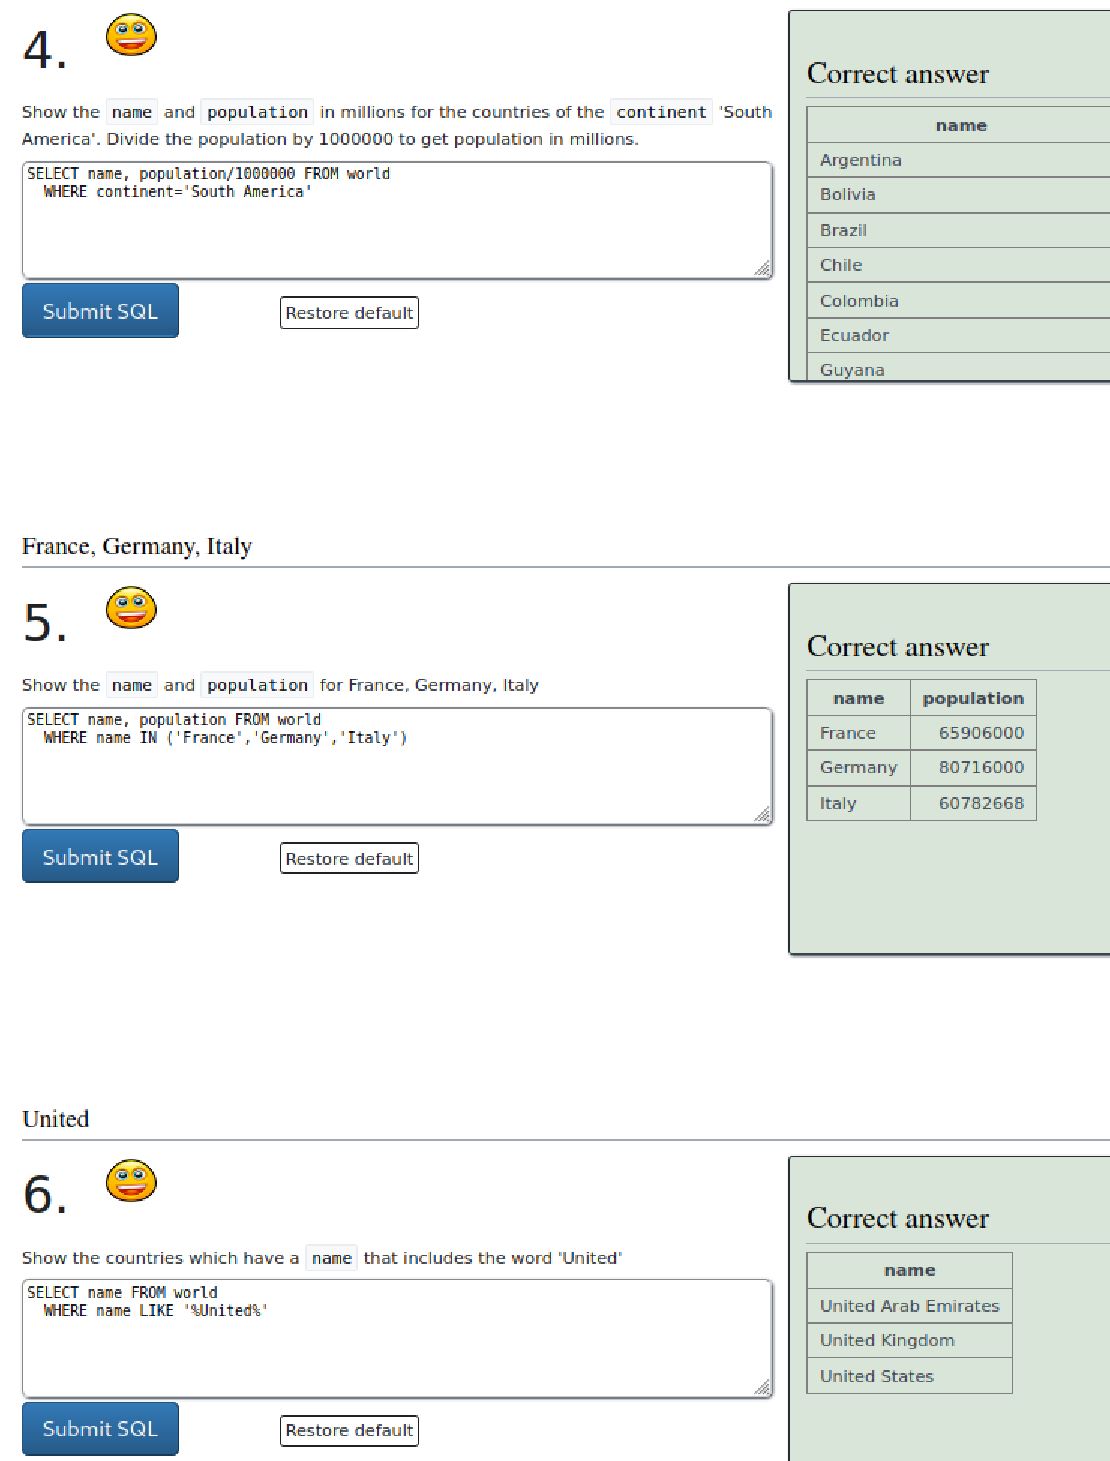 4.
Show the name and population in millions for the countries of the continent 'South
America'. Divide the population by 1000000 to get population in millions.
SELECT name, population/1000000 FROM world
WHERE continent='South America'
Submit SQL
Restore default
Correct answer
name
Argentina
Bolivia
Brazil
Chile
Colombia
Ecuador
Guyana
France, Germany, Italy
5.
Show the name and population for France, Germany, Italy
SELECT name, population FROM world
WHERE name IN ('France','Germany','Italy')
Submit SQL
Restore default
Correct answer
name population
France 65906000
Germany 80716000
Italy 60782668
United
6.
Show the countries which have a name that includes the word 'United'
SELECT name FROM world
WHERE name LIKE '%United%'
Submit SQL
Restore default
Correct answer
name
United Arab Emirates
United Kingdom
United States